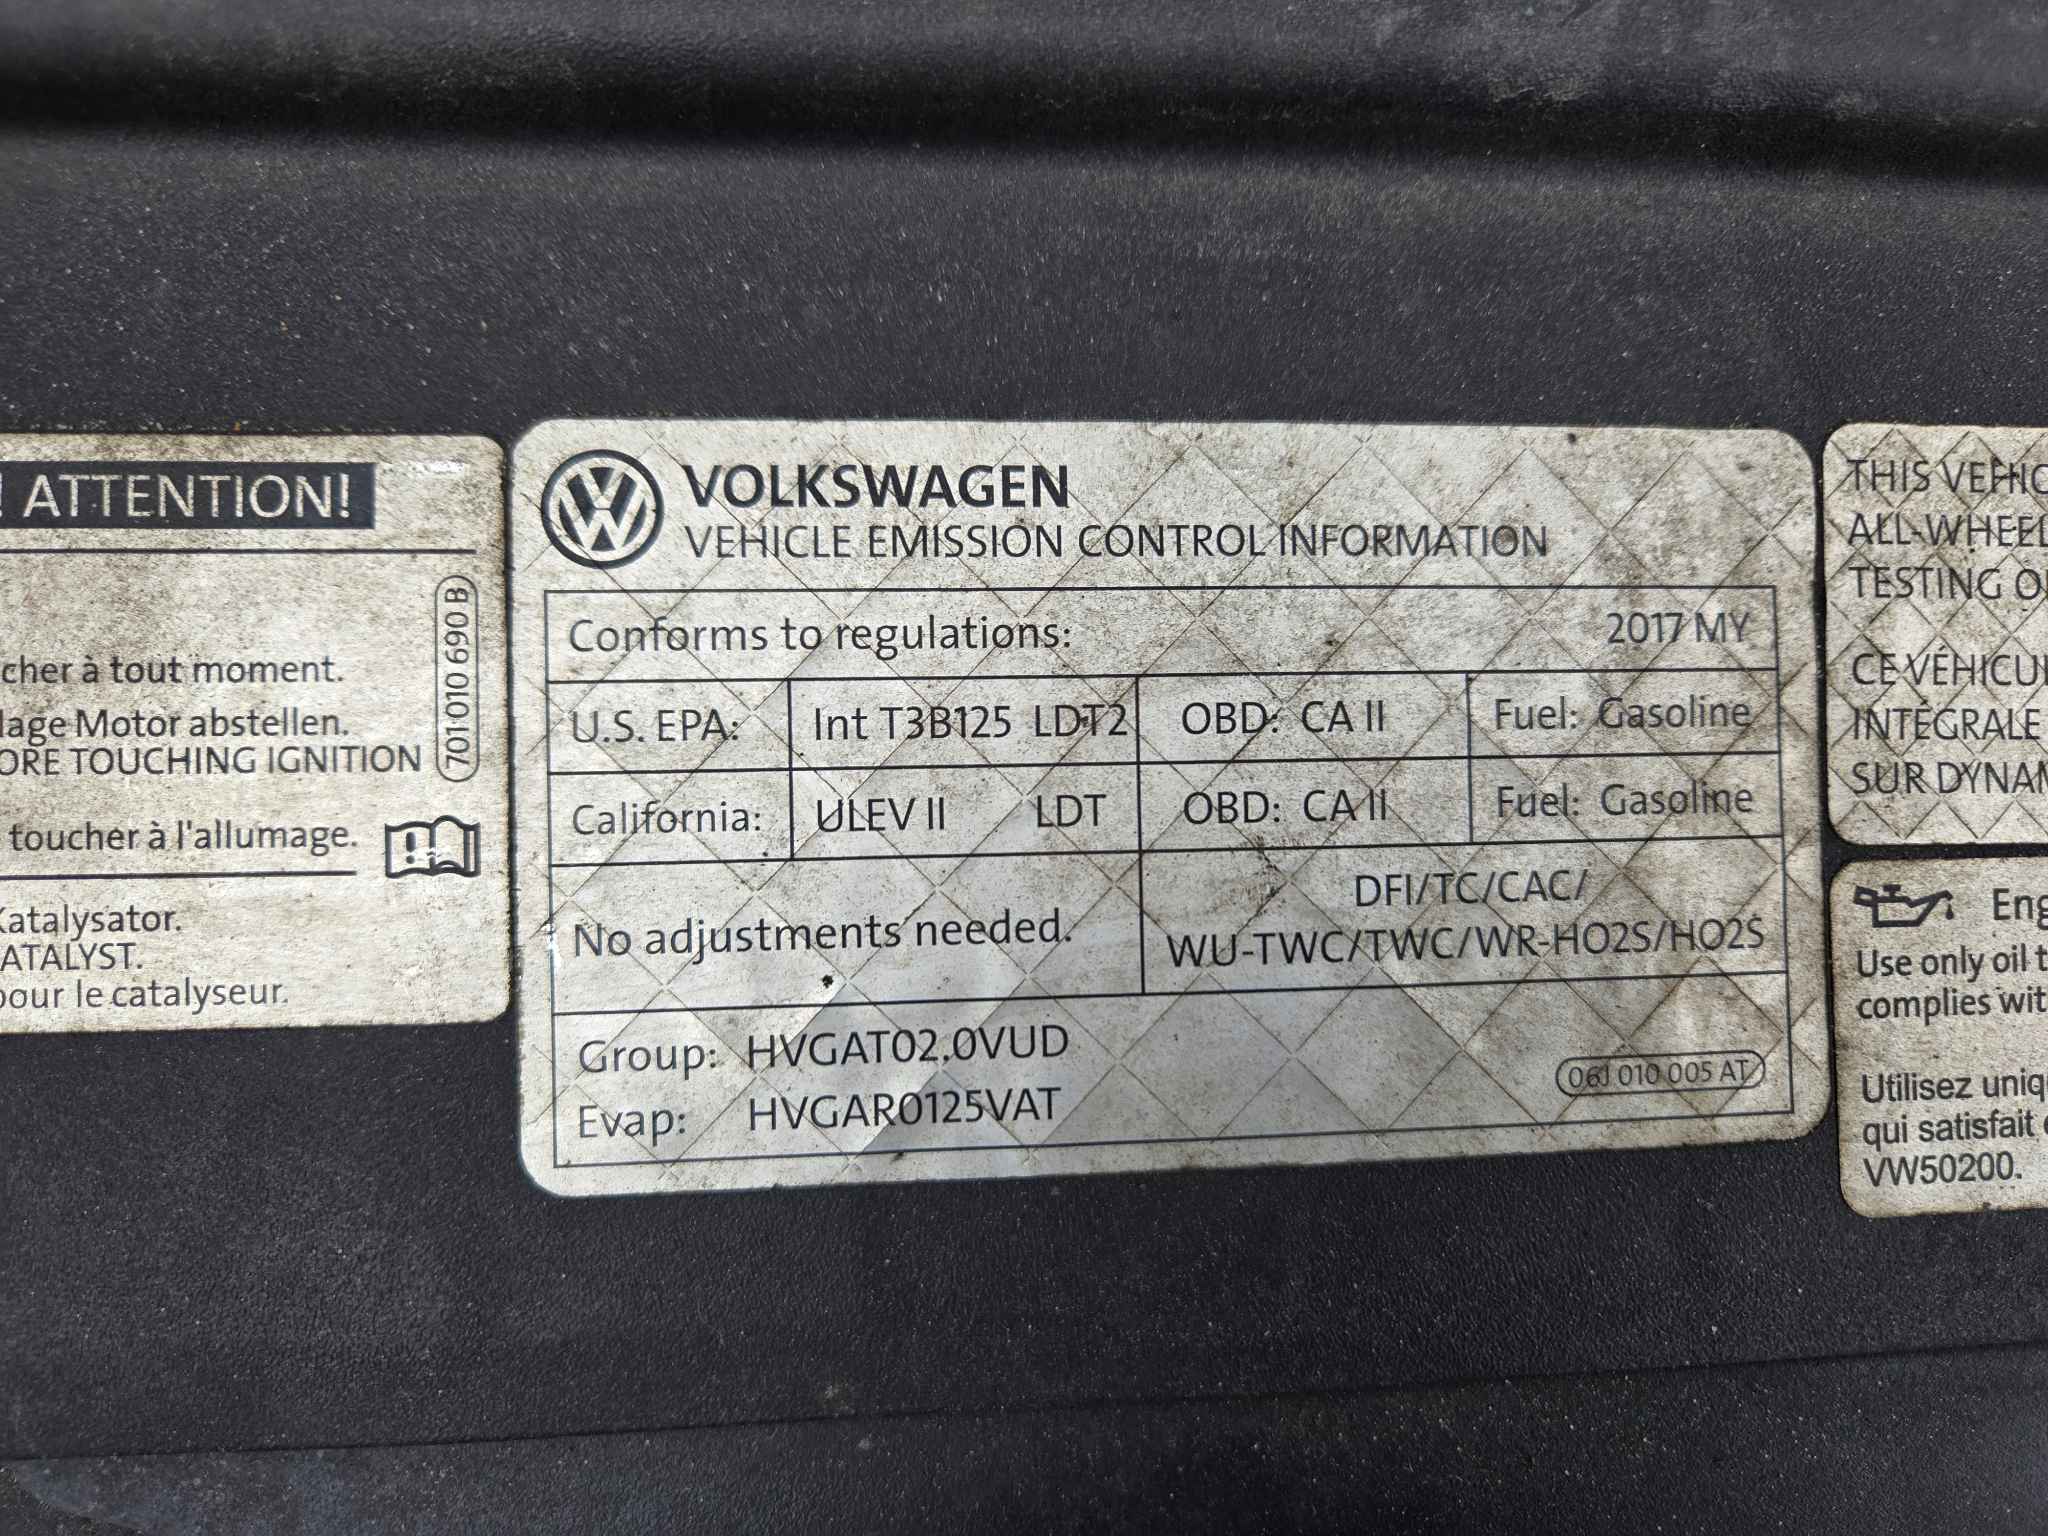 ! ATTENTION!
cher à tout moment.
lage Motor abstellen.
ORE TOUCHING IGNITION
toucher à l'allumage.
701 010 690 B
Katalysator.
ATALYST.
pour le catalyseur.
VOLKSWAGEN
VEHICLE EMISSION CONTROL INFORMATION
Conforms to regulations: 2017 MY
U.S. EPA: Int T3B125 LDT2 OBD: CA II Fuel: Gasoline
California: ULEV II LDT OBD: CA II Fuel: Gasoline
No adjustments needed.
DFI/TC/CAC/
WU-TWC/TWC/WR-HO2S/HO2S
Group: HVGAT02.0VUD
Evap: HVGAR0125VAT
06J 010 005 AT
THIS VEHIC
ALL-WHEEL
TESTING O
CE VÉHICUL
INTÉGRALE
SUR DYNAM
Eng
Use only oil t
complies wit
Utilisez uniq
qui satisfait
VW50200.